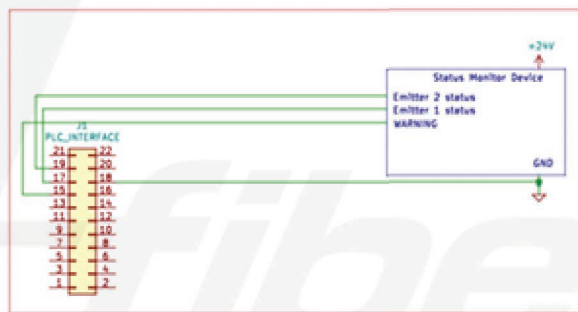 +24V
Status Monitor Device
Emitter 2 status
Emitter 1 status
WARNING
GND
J1
PLC_INTERFACE
21 22
19 20
17 18
15 16
13 14
11 12
9 10
7 8
5 6
3 4
1 2
fibe